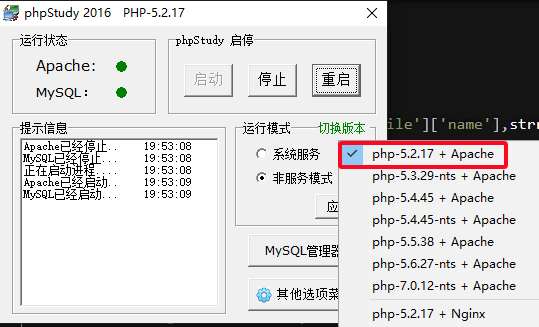 phpStudy 2016 PHP-5.2.17
运行状态
Apache:
MySQL:
phpStudy 启停
启动
停止
重启
提示信息
Apache已经停止... 19:53:08
MySQL已经停止... 19:53:08
正在启动进程.... 19:53:08
Apache已经启动.. 19:53:09
MySQL已经启动... 19:53:09
运行模式
切换版本
系统服务
非服务模式
应
MySQL管理器
其他选项菜
ile']['name'],str
php-5.2.17 + Apache
php-5.3.29-nts + Apache
php-5.4.45 + Apache
php-5.4.45-nts + Apache
php-5.5.38 + Apache
php-5.6.27-nts + Apache
php-7.0.12-nts + Apache
php-5.2.17 + Nginx